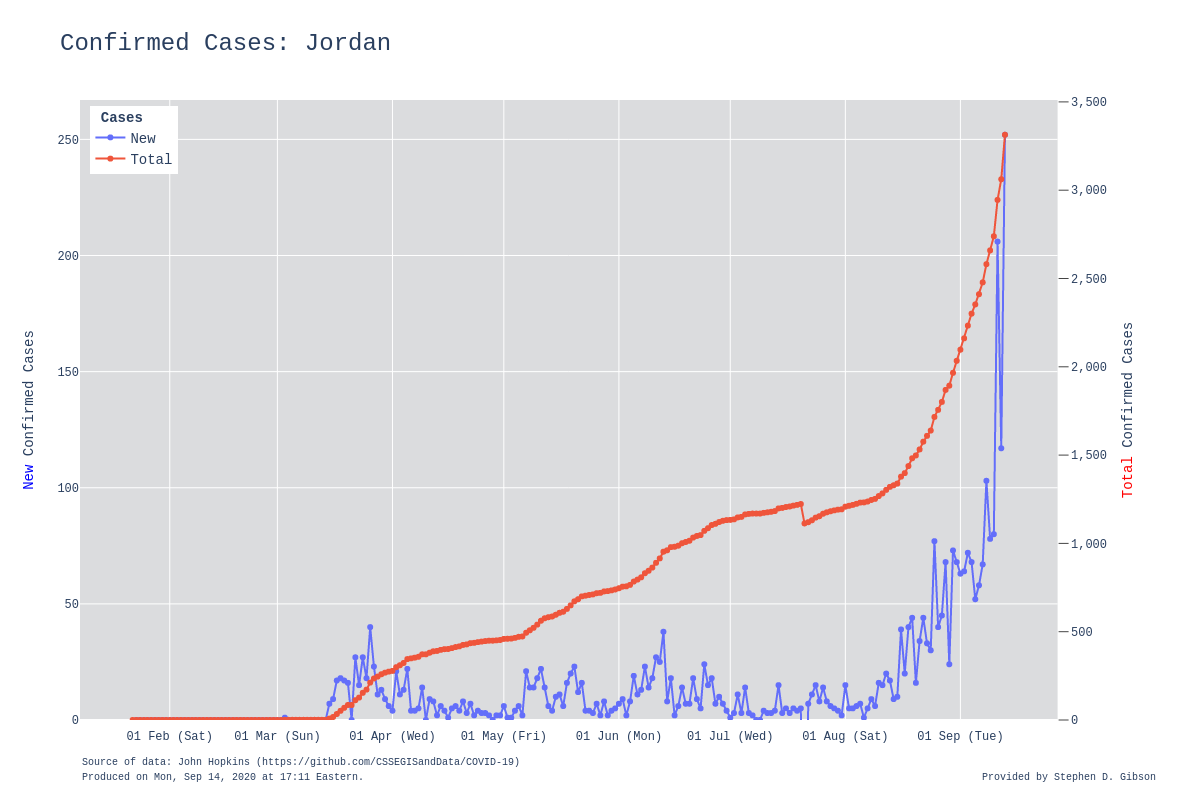 Confirmed Cases: Jordan
Cases
New
Total
250
200
150
100
50
0
3,500
3,000
2,500
2,000
1,500
1,000
500
0
New Confirmed Cases
Total Confirmed Cases
01 Feb (Sat) 01 Mar (Sun) 01 Apr (Wed) 01 May (Fri) 01 Jun (Mon) 01 Jul (Wed) 01 Aug (Sat) 01 Sep (Tue)
Source of data: John Hopkins (https://github.com/CSSEGISandData/COVID-19)
Produced on Mon, Sep 14, 2020 at 17:11 Eastern.
Provided by Stephen D. Gibson